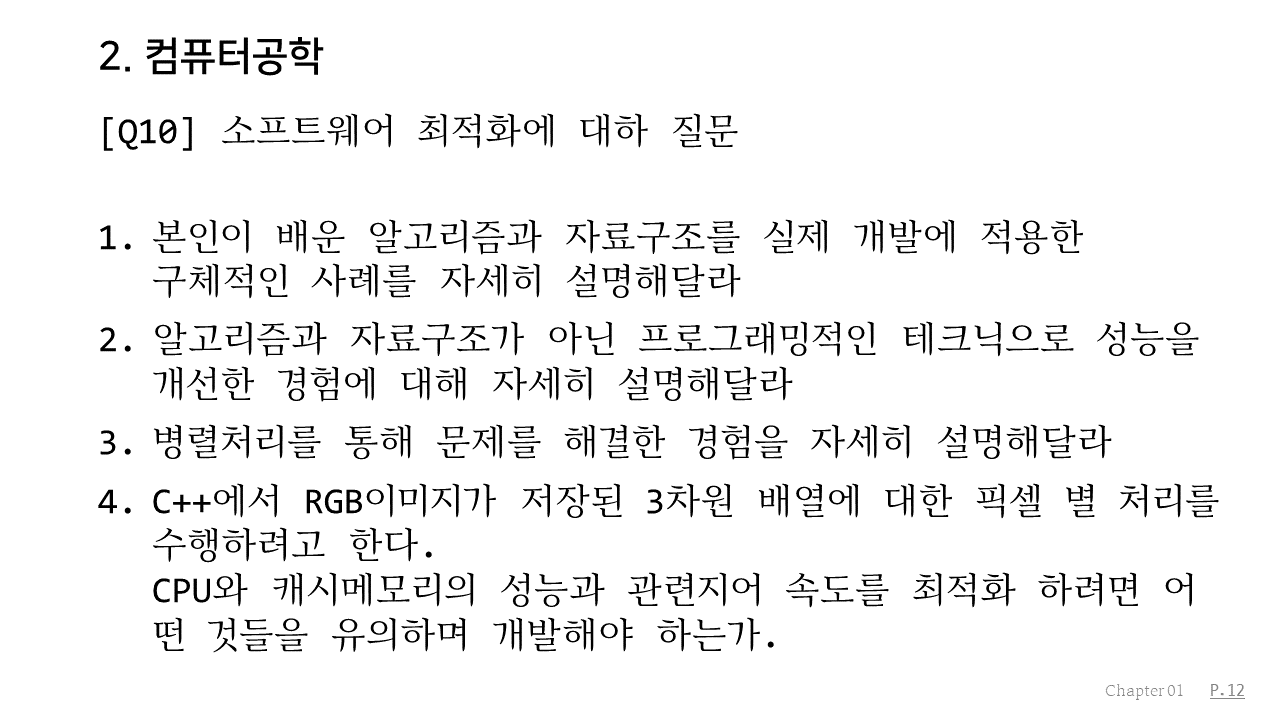 2. 컴퓨터공학
[Q10] 소프트웨어 최적화에 대하 질문
1. 본인이 배운 알고리즘과 자료구조를 실제 개발에 적용한
구체적인 사례를 자세히 설명해달라
2. 알고리즘과 자료구조가 아닌 프로그래밍적인 테크닉으로 성능을
개선한 경험에 대해 자세히 설명해달라
3. 병렬처리를 통해 문제를 해결한 경험을 자세히 설명해달라
4. C++에서 RGB이미지가 저장된 3차원 배열에 대한 픽셀 별 처리를
수행하려고 한다.
CPU와 캐시메모리의 성능과 관련지어 속도를 최적화 하려면 어
떤 것들을 유의하며 개발해야 하는가.
Chapter 01 P.12